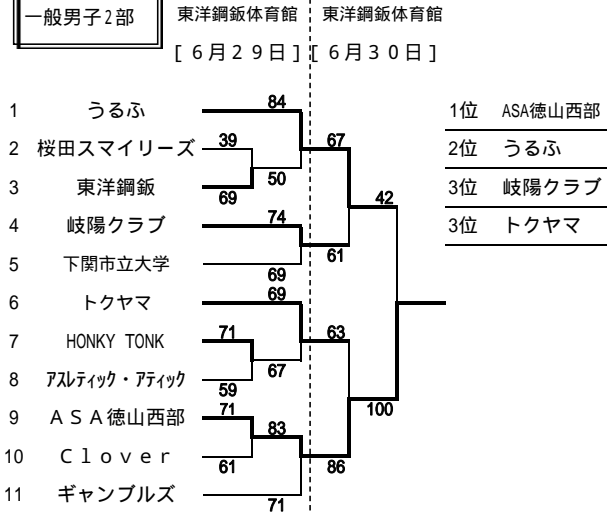 一般男子2部
東洋鋼鈑体育館 東洋鋼鈑体育館
[６月２９日] [６月３０日]
84
1 うるふ 1位 ASA徳山西部
2 桜田スマイリーズ 39 67 2位 うるふ
3 東洋鋼鈑 69 50 42 3位 岐陽クラブ
4 岐陽クラブ 74 3位 トクヤマ
61
5 下関市立大学 69
6 トクヤマ 69
7 HONKY TONK 71 63
67
8 ｱｽﾚﾃｨｯｸ・ｱﾃｨｯｸ 59
9 ＡＳＡ徳山西部 71 83 100
10 Ｃｌｏｖｅｒ 61 86
11 ギャンブルズ 71